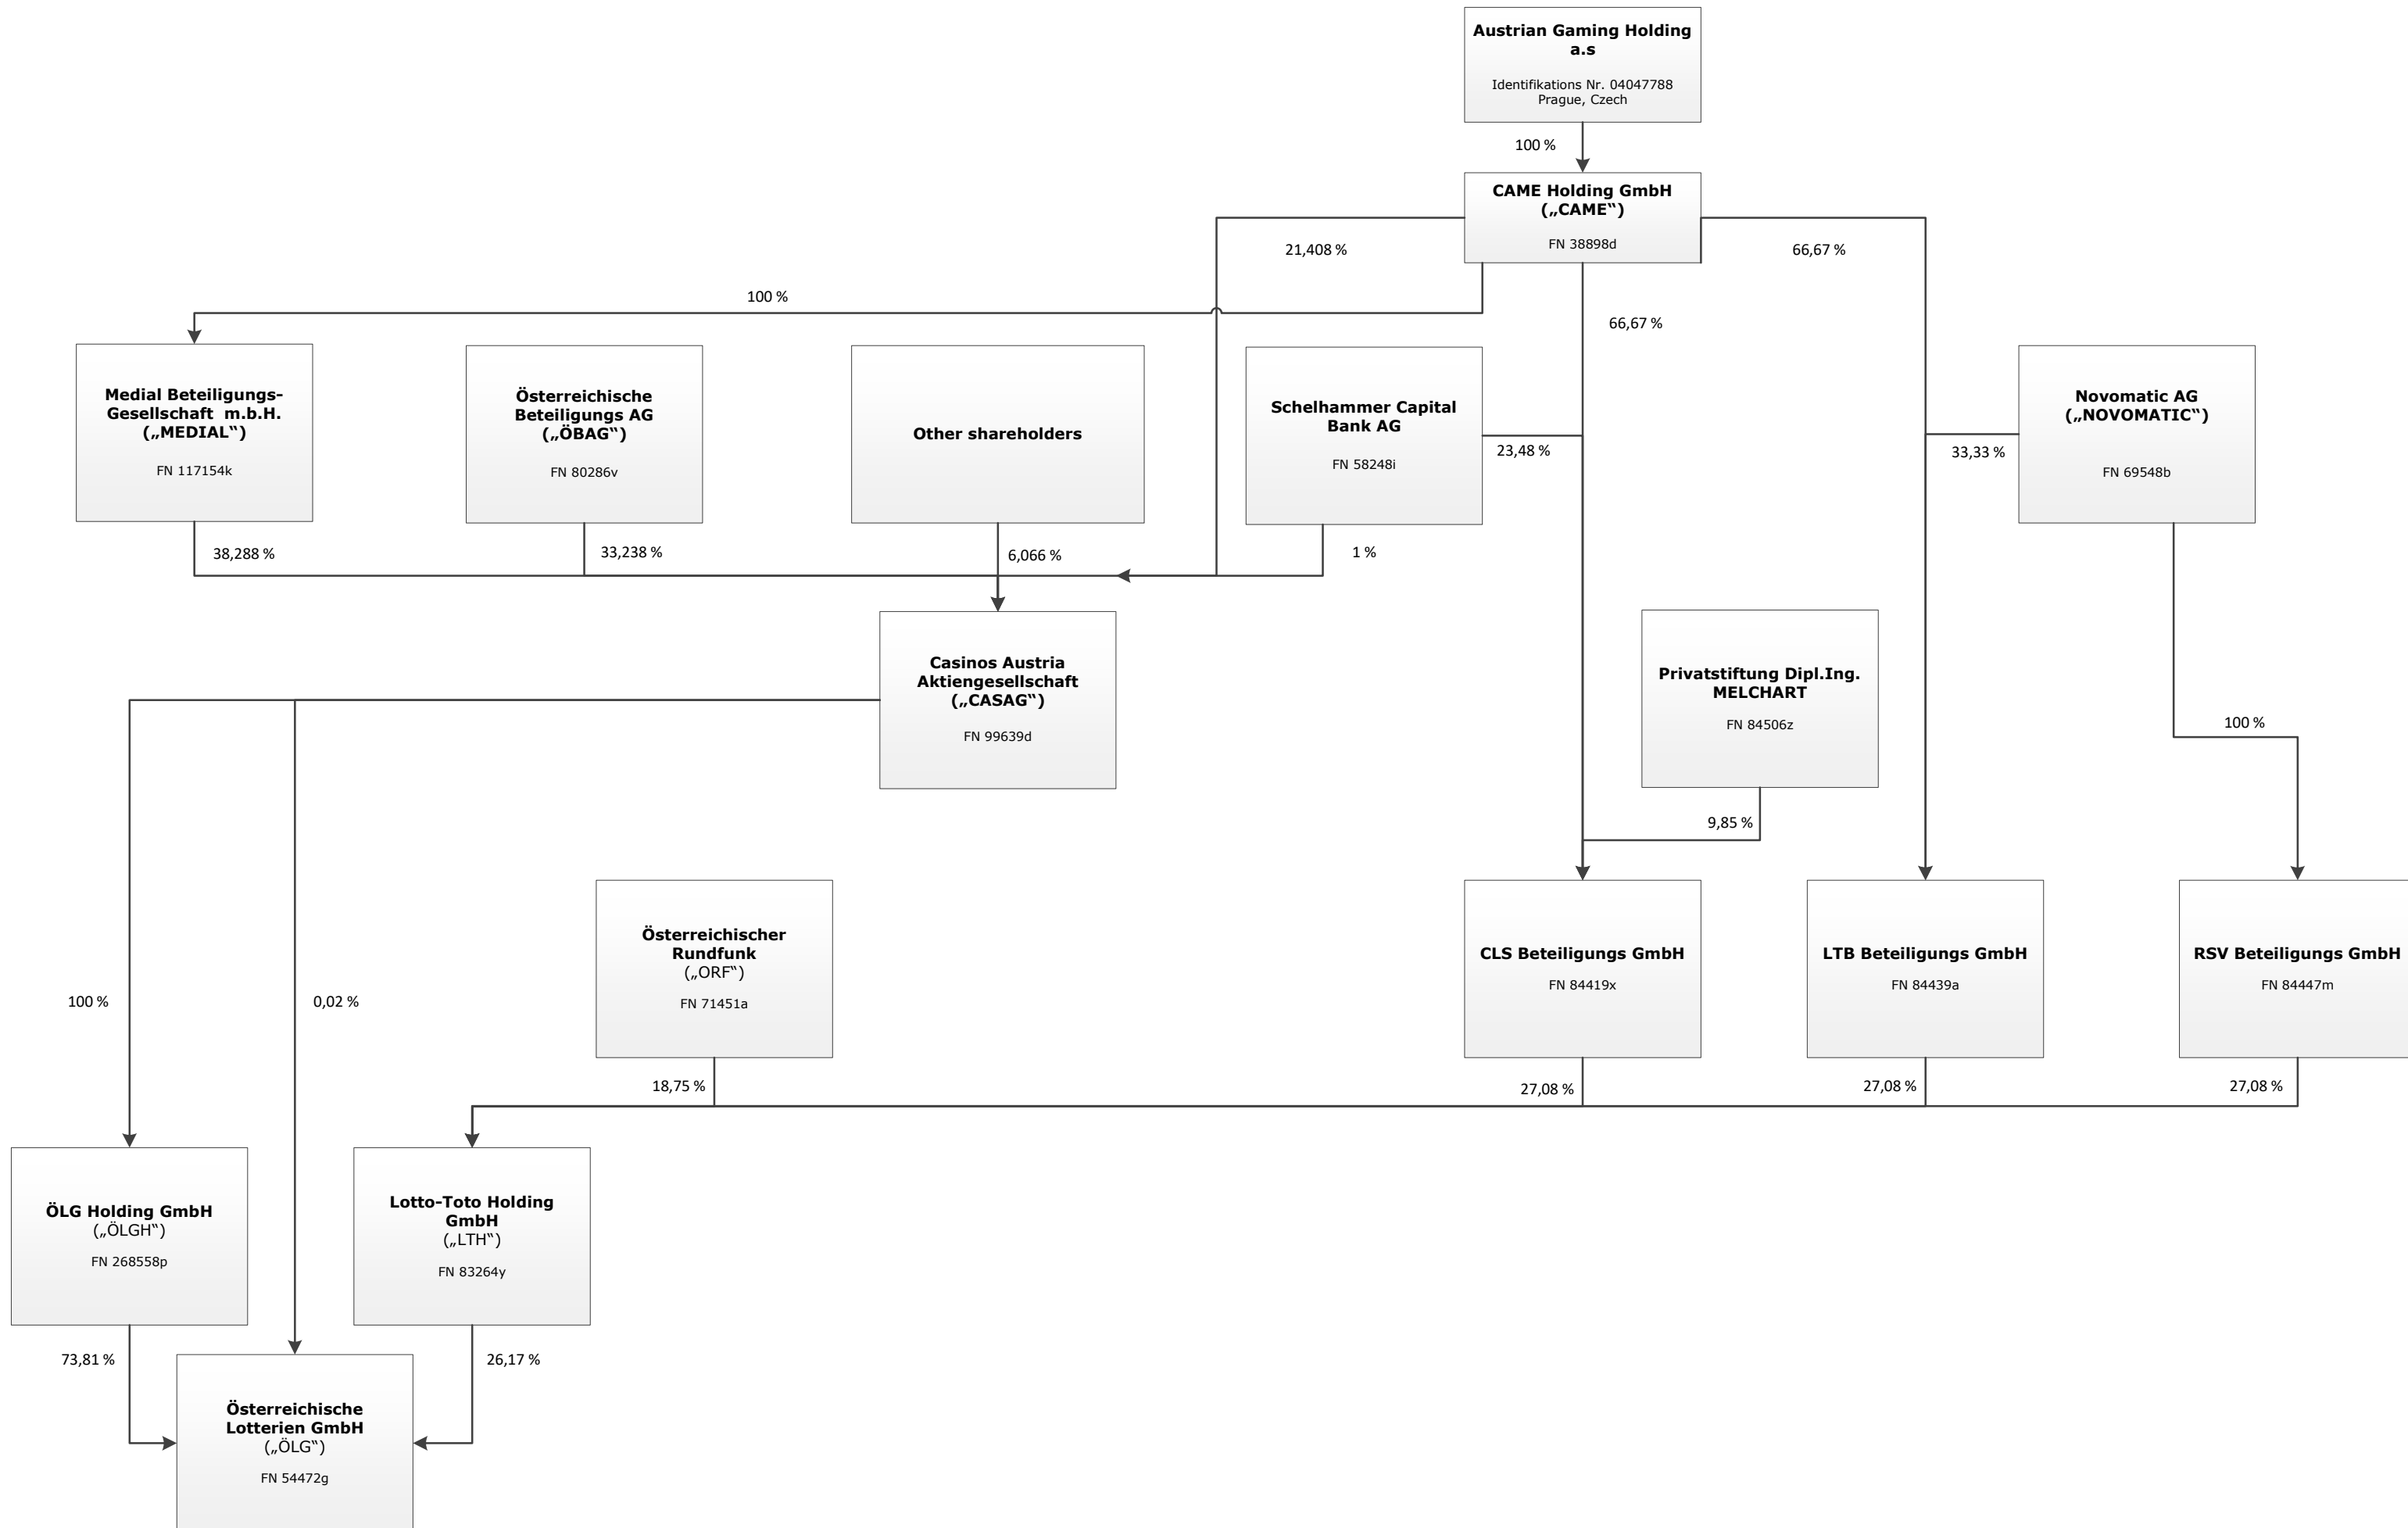 Austrian Gaming Holding
a.s
Identifikations Nr. 04047788
Prague, Czech
100 %
CAME Holding GmbH
(„CAME“)
FN 38898d
21,408 %
66,67 %
100 %
66,67 %
Medial Beteiligungs-
Gesellschaft m.b.H.
(„MEDIAL“)
FN 117154k
Österreichische
Beteiligungs AG
(„ÖBAG“)
FN 80286v
Other shareholders
Schelhammer Capital
Bank AG
FN 58248i
23,48 %
Novomatic AG
(„NOVOMATIC“)
FN 69548b
33,33 %
38,288 %
33,238 %
6,066 %
1 %
Casinos Austria
Aktiengesellschaft
(„CASAG“)
FN 99639d
Privatstiftung Dipl.Ing.
MELCHART
FN 84506z
100 %
9,85 %
Österreichischer
Rundfunk
(„ORF“)
FN 71451a
CLS Beteiligungs GmbH
FN 84419x
LTB Beteiligungs GmbH
FN 84439a
RSV Beteiligungs GmbH
FN 84447m
100 %
0,02 %
18,75 %
27,08 %
27,08 %
27,08 %
ÖLG Holding GmbH
(„ÖLGH“)
FN 268558p
Lotto-Toto Holding
GmbH
(„LTH“)
FN 83264y
73,81 %
26,17 %
Österreichische
Lotterien GmbH
(„ÖLG“)
FN 54472g